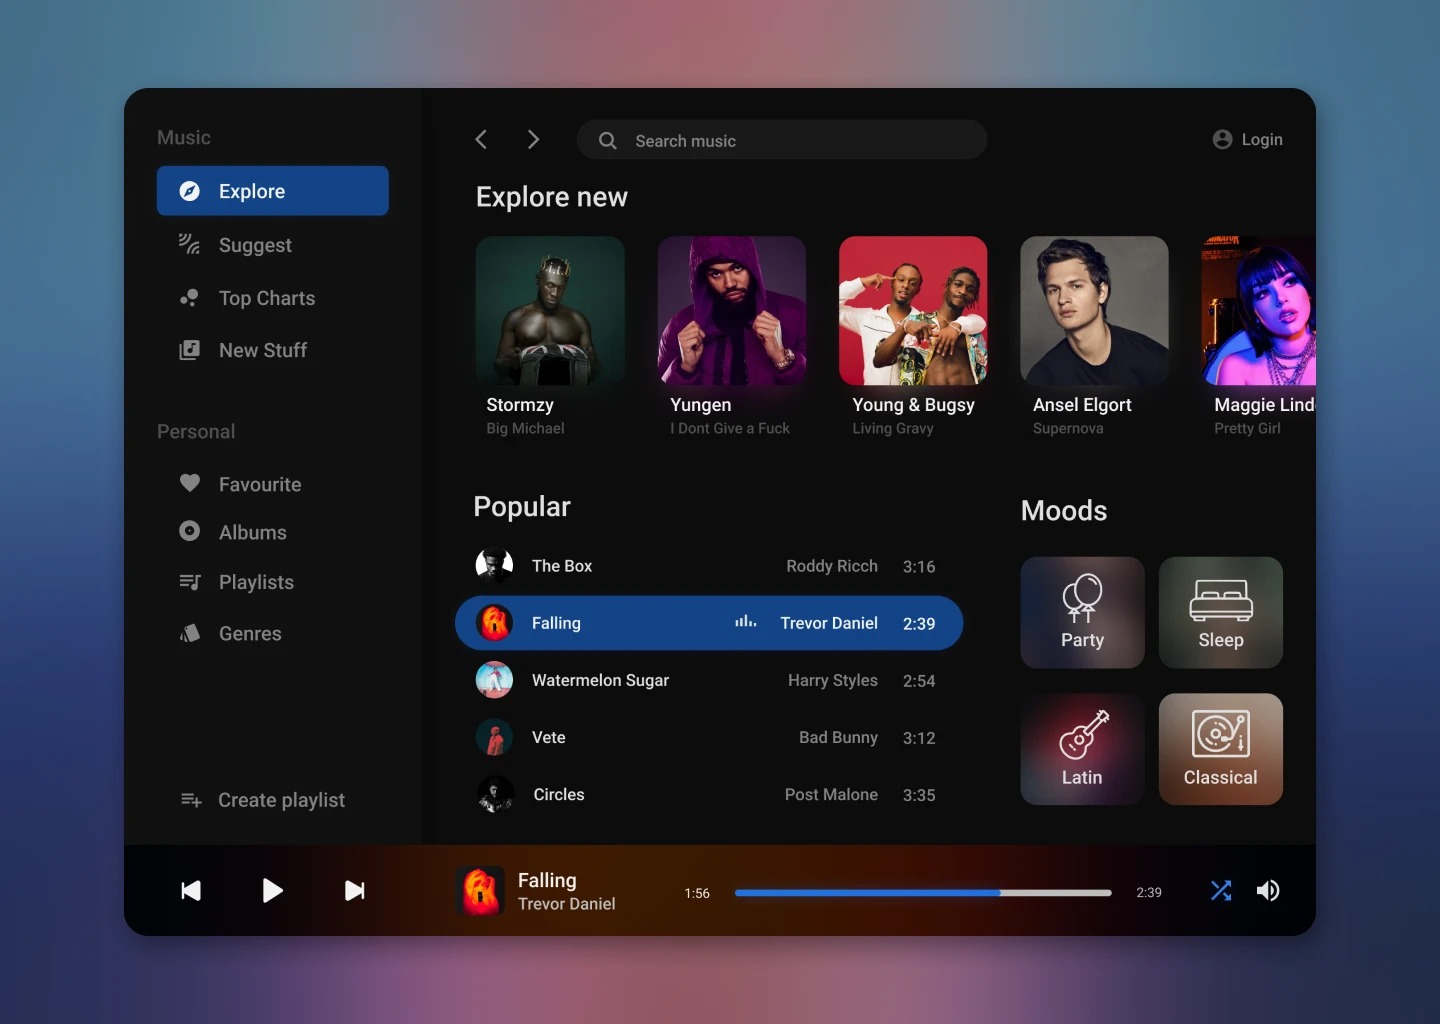 Music
Explore
Suggest
Top Charts
New Stuff
Personal
Favourite
Albums
Playlists
Genres
Create playlist
Search music
Login
Explore new
Stormzy
Big Michael
Yungen
I Dont Give a Fuck
Young & Bugsy
Living Gravy
Ansel Elgort
Supernova
Maggie Lind
Pretty Girl
Popular
The Box Roddy Ricch 3:16
Falling Trevor Daniel 2:39
Watermelon Sugar Harry Styles 2:54
Vete Bad Bunny 3:12
Circles Post Malone 3:35
Moods
Party
Sleep
Latin
Classical
Falling
Trevor Daniel
1:56
2:39